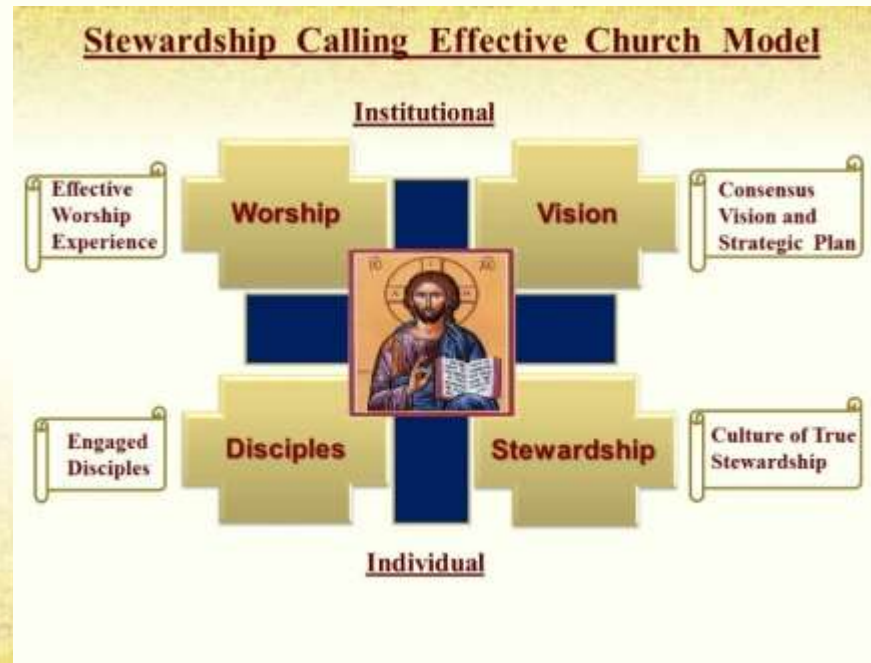 Stewardship Calling Effective Church Model
Institutional
Effective
Worship
Experience
Worship
Vision
Consensus
Vision and
Strategic Plan
Engaged
Disciples
Disciples
Stewardship
Culture of True
Stewardship
Individual